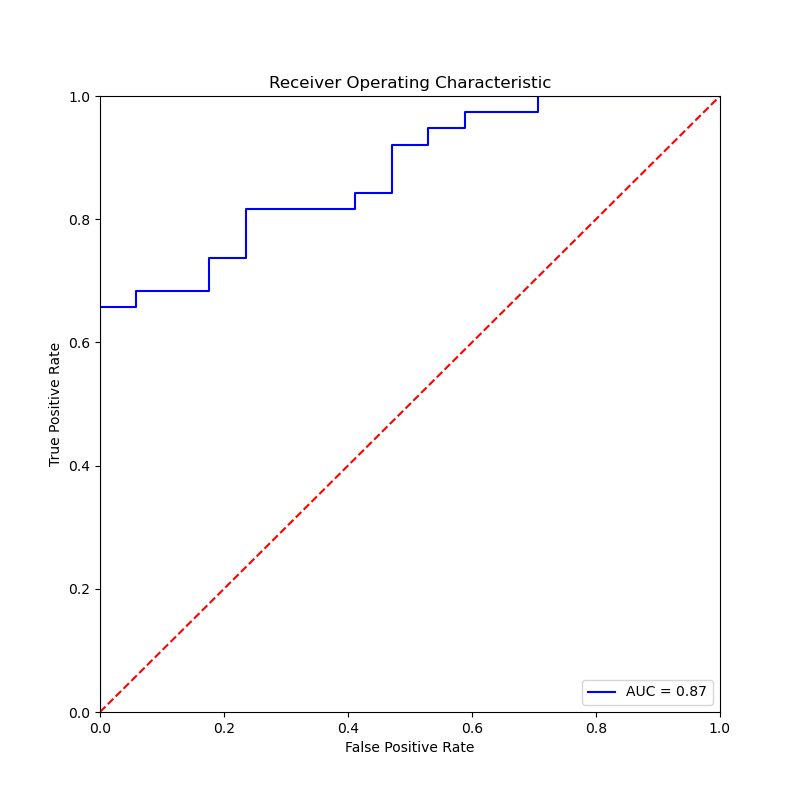 Receiver Operating Characteristic
1.0
0.8
0.6
0.4
0.2
0.0
True Positive Rate
AUC = 0.87
0.0 0.2 0.4 0.6 0.8 1.0
False Positive Rate